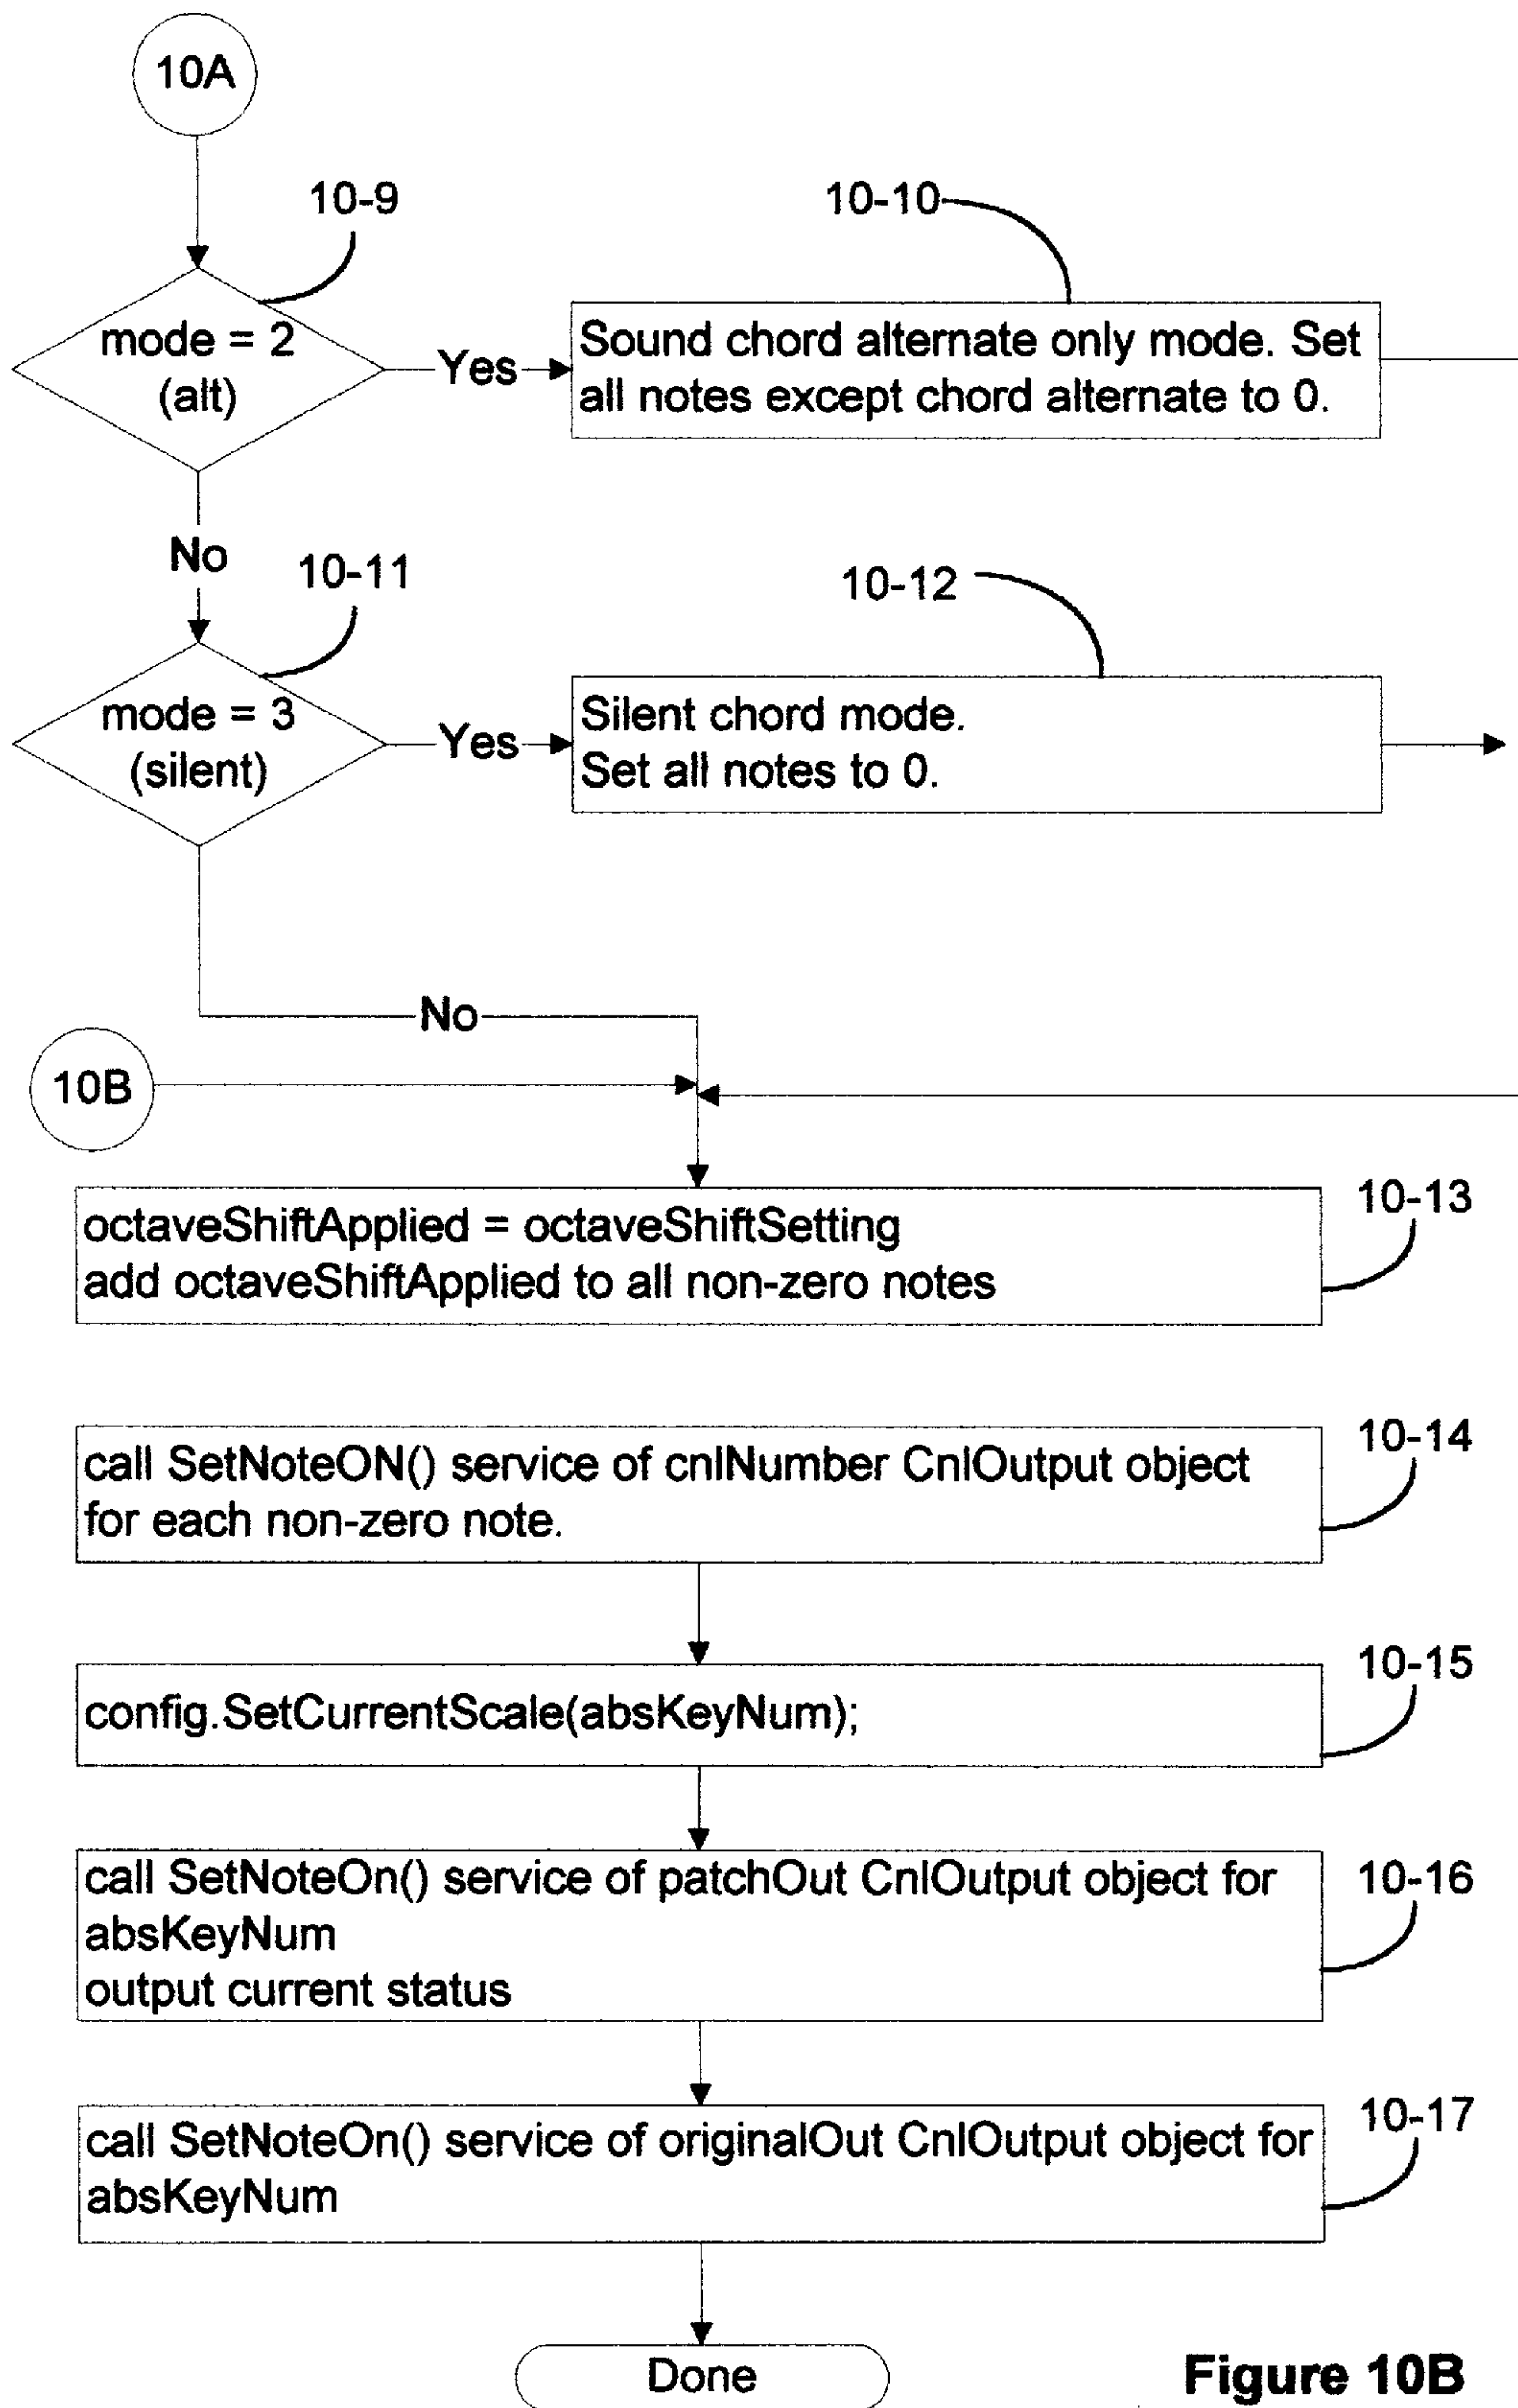 10A
10-9
10-10
mode = 2
(alt)
Yes
Sound chord alternate only mode. Set
all notes except chord alternate to 0.
No
10-11
10-12
mode = 3
(silent)
Yes
Silent chord mode.
Set all notes to 0.
No
10B
10-13
octaveShiftApplied = octaveShiftSetting
add octaveShiftApplied to all non-zero notes
10-14
call SetNoteON() service of cnlNumber CnlOutput object
for each non-zero note.
10-15
config.SetCurrentScale(absKeyNum);
10-16
call SetNoteOn() service of patchOut CnlOutput object for
absKeyNum
output current status
10-17
call SetNoteOn() service of originalOut CnlOutput object for
absKeyNum
Done
Figure 10B